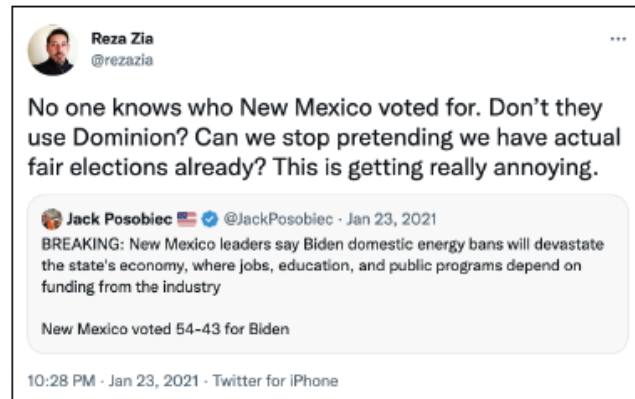 Reza Zia
@rezazia
No one knows who New Mexico voted for. Don’t they
use Dominion? Can we stop pretending we have actual
fair elections already? This is getting really annoying.
Jack Posobiec 🇺🇸 @JackPosobiec · Jan 23, 2021
BREAKING: New Mexico leaders say Biden domestic energy bans will devastate
the state's economy, where jobs, education, and public programs depend on
funding from the industry
New Mexico voted 54-43 for Biden
10:28 PM · Jan 23, 2021 · Twitter for iPhone